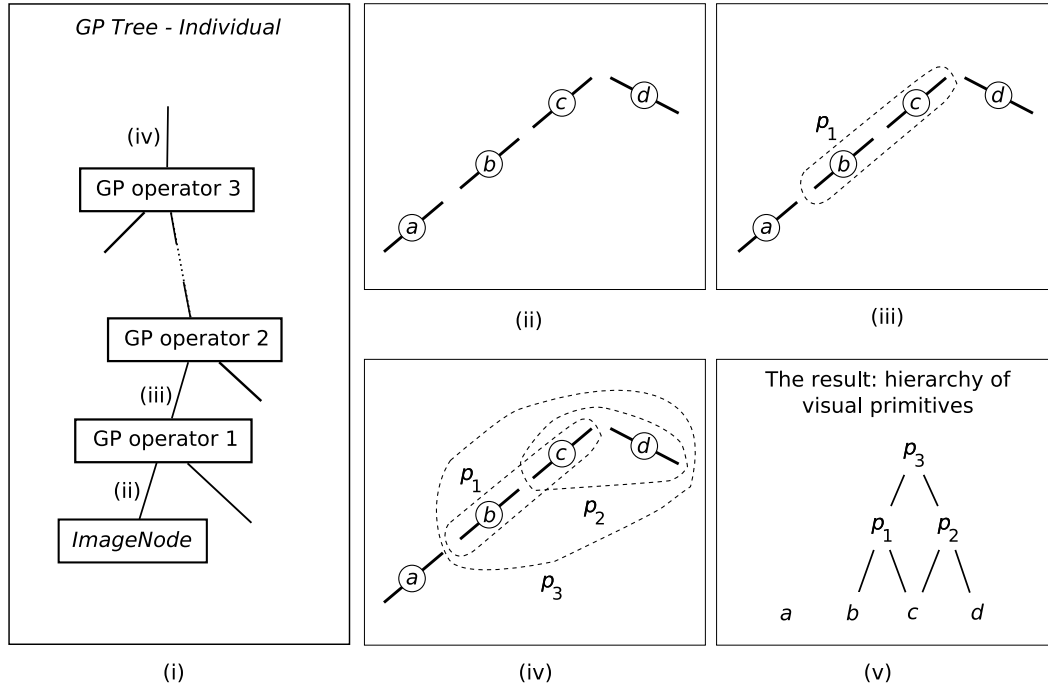 GP Tree - Individual
(iv)
GP operator 3
GP operator 2
(iii)
GP operator 1
(ii)
ImageNode
(i)
a
b
c
d
(ii)
p1
a
b
c
d
(iii)
p1
p2
p3
a
b
c
d
(iv)
The result: hierarchy of
visual primitives
p3
p1 p2
a b c d
(v)